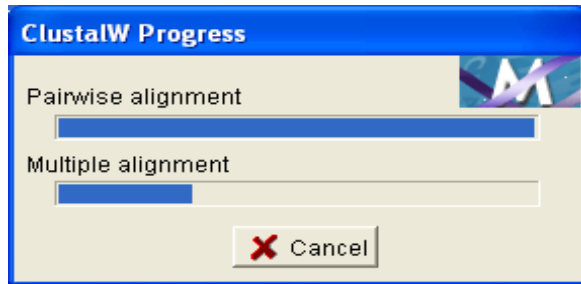 ClustalW Progress
M
Pairwise alignment
Multiple alignment
Cancel